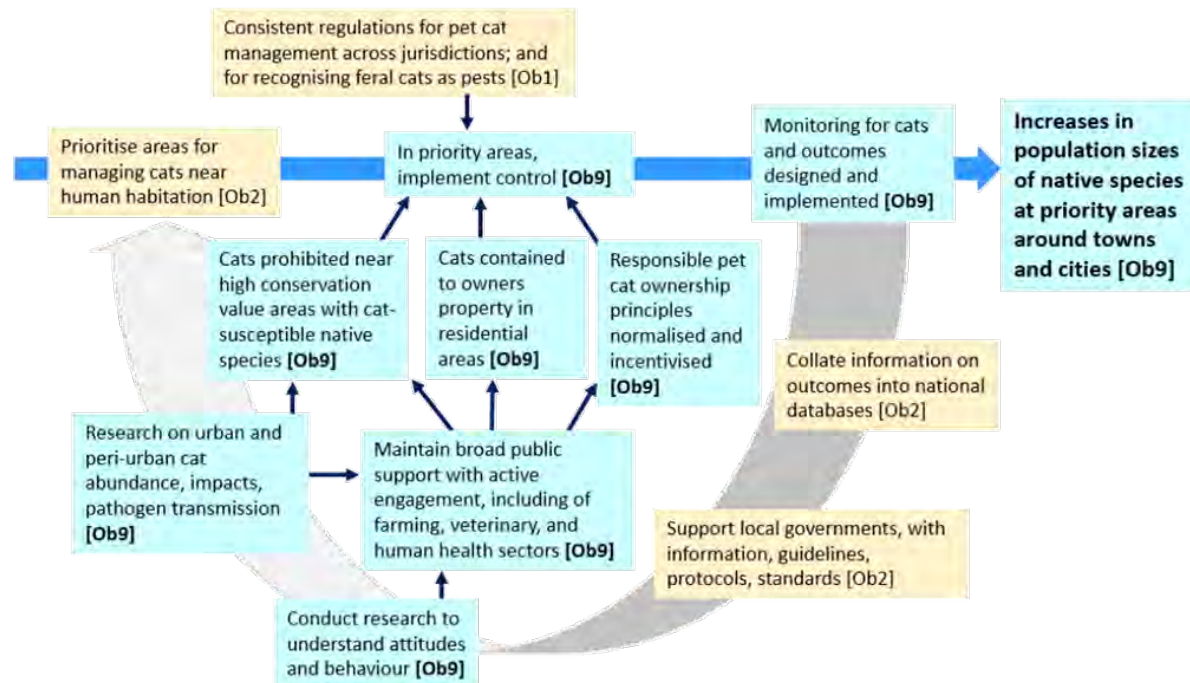 Consistent regulations for pet cat
management across jurisdictions; and
for recognising feral cats as pests [Ob1]
Prioritise areas for
managing cats near
human habitation [Ob2]
In priority areas,
implement control [Ob9]
Monitoring for cats
and outcomes
designed and
implemented [Ob9]
Increases in
population sizes
of native species
at priority areas
around towns
and cities [Ob9]
Cats prohibited near
high conservation
value areas with cat-
susceptible native
species [Ob9]
Cats contained
to owners
property in
residential
areas [Ob9]
Responsible pet
cat ownership
principles
normalised and
incentivised
[Ob9]
Collate information on
outcomes into national
databases [Ob2]
Research on urban and
peri-urban cat
abundance, impacts,
pathogen transmission
[Ob9]
Maintain broad public
support with active
engagement, including of
farming, veterinary, and
human health sectors [Ob9]
Support local governments, with
information, guidelines,
protocols, standards [Ob2]
Conduct research to
understand attitudes
and behaviour [Ob9]